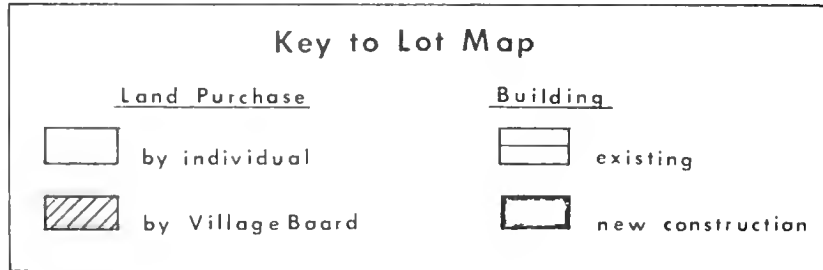 Key to Lot Map
Land Purchase
Building
by individual
existing
by Village Board
new construction